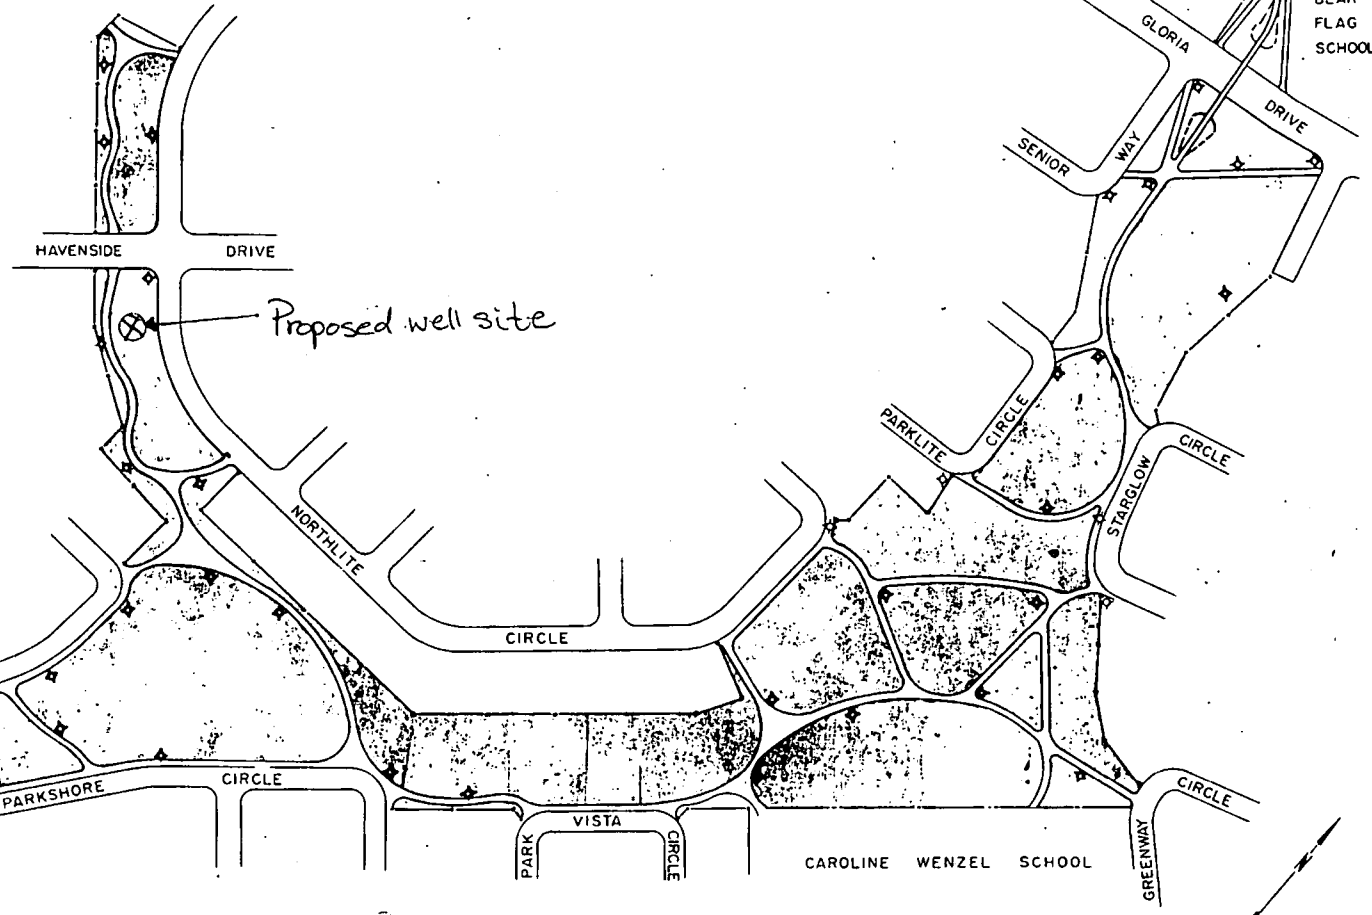 BEAR
FLAG
SCHOOL
GLORIA
DRIVE
SENIOR
WAY
HAVENSIDE DRIVE
Proposed well site
PARKLITE
CIRCLE
CIRCLE
STARGLOW
NORTHLITE
CIRCLE
PARKSHORE
CIRCLE
VISTA
PARK
CIRCLE
CAROLINE WENZEL SCHOOL
CIRCLE
GREENWAY
N